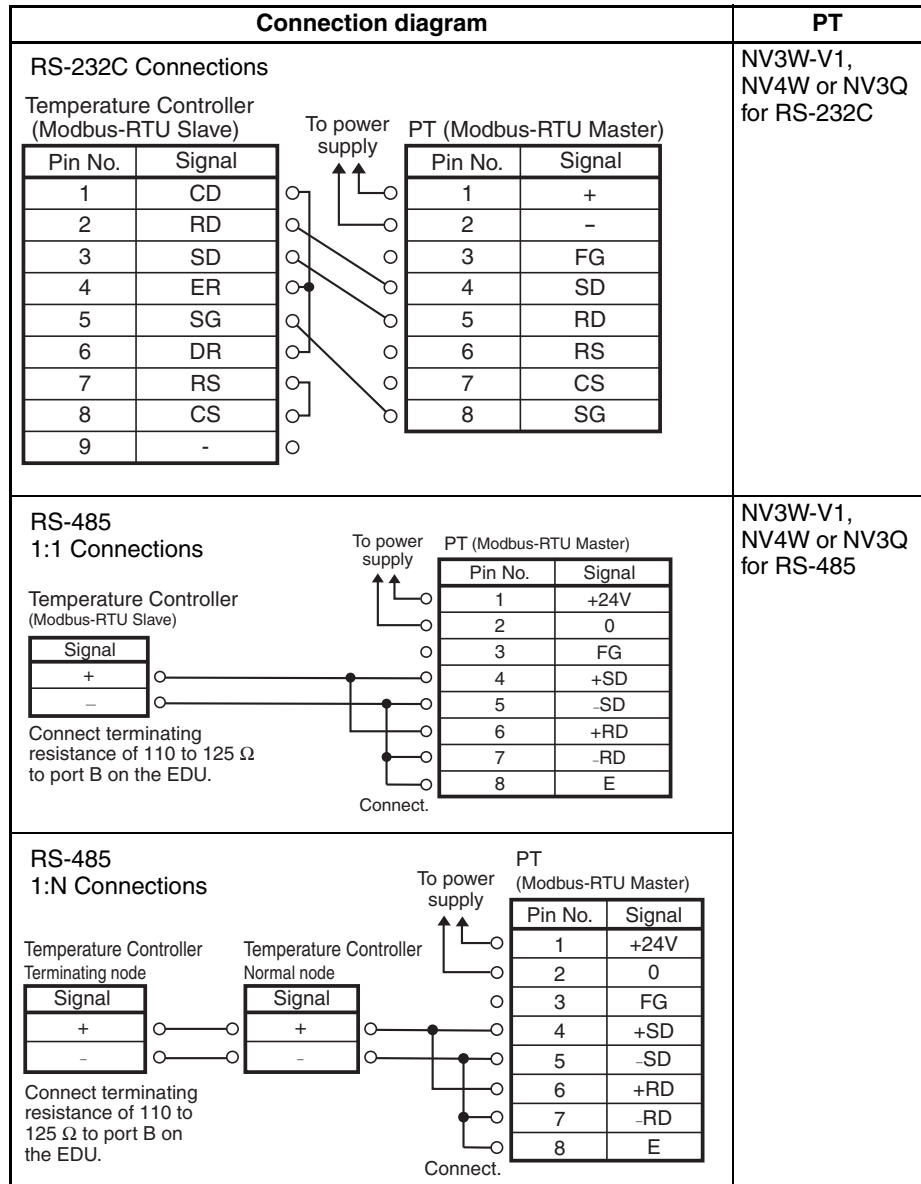 Connection diagram PT
RS-232C Connections
NV3W-V1,
NV4W or NV3Q
for RS-232C
Temperature Controller
(Modbus-RTU Slave)
To power
supply
PT (Modbus-RTU Master)
Pin No. Signal
1 CD
2 RD
3 SD
4 ER
5 SG
6 DR
7 RS
8 CS
9 -
Pin No. Signal
1 +
2 −
3 FG
4 SD
5 RD
6 RS
7 CS
8 SG
RS-485
1:1 Connections
NV3W-V1,
NV4W or NV3Q
for RS-485
Temperature Controller
(Modbus-RTU Slave)
Signal
+
−
Connect terminating
resistance of 110 to 125 Ω
to port B on the EDU.
To power
supply
PT (Modbus-RTU Master)
Pin No. Signal
1 +24V
2 0
3 FG
4 +SD
5 −SD
6 +RD
7 −RD
8 E
Connect.
RS-485
1:N Connections
Temperature Controller
Terminating node
Signal
+
−
Temperature Controller
Normal node
Signal
+
−
Connect terminating
resistance of 110 to
125 Ω to port B on
the EDU.
To power
supply
PT
(Modbus-RTU Master)
Pin No. Signal
1 +24V
2 0
3 FG
4 +SD
5 −SD
6 +RD
7 −RD
8 E
Connect.